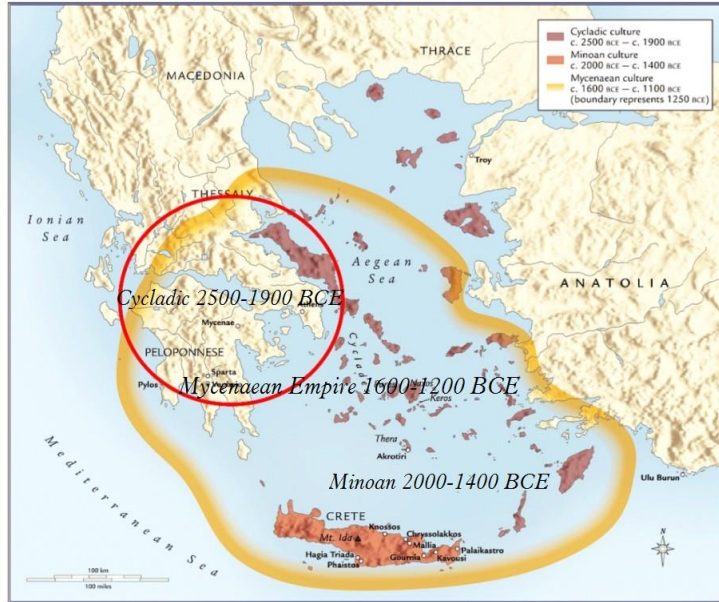 Cycladic culture
c. 2500 BCE – c. 1900 BCE
Minoan culture
c. 2000 BCE – c. 1400 BCE
Mycenaean culture
c. 1600 BCE – c. 1100 BCE
(boundary represents 1250 BCE)
THRACE
MACEDONIA
Troy
THESSALY
Ionian
Sea
Aegean
Sea
ANATOLIA
Cycladic 2500-1900 BCE
Athens
Mycenae
PELOPONNESE
Sparta
Pylos
Mycenaean Empire 1600-1200 BCE
Naxos
Keros
Thera
Akrotiri
Ulu Burun
Minoan 2000-1400 BCE
Mediterranean Sea
CRETE
Knossos
Chryssolakkos
Mt. Ida
Mallia
Palaikastro
Hagia Triada
Gournia
Kavousi
Phaistos
N
100 km
100 miles